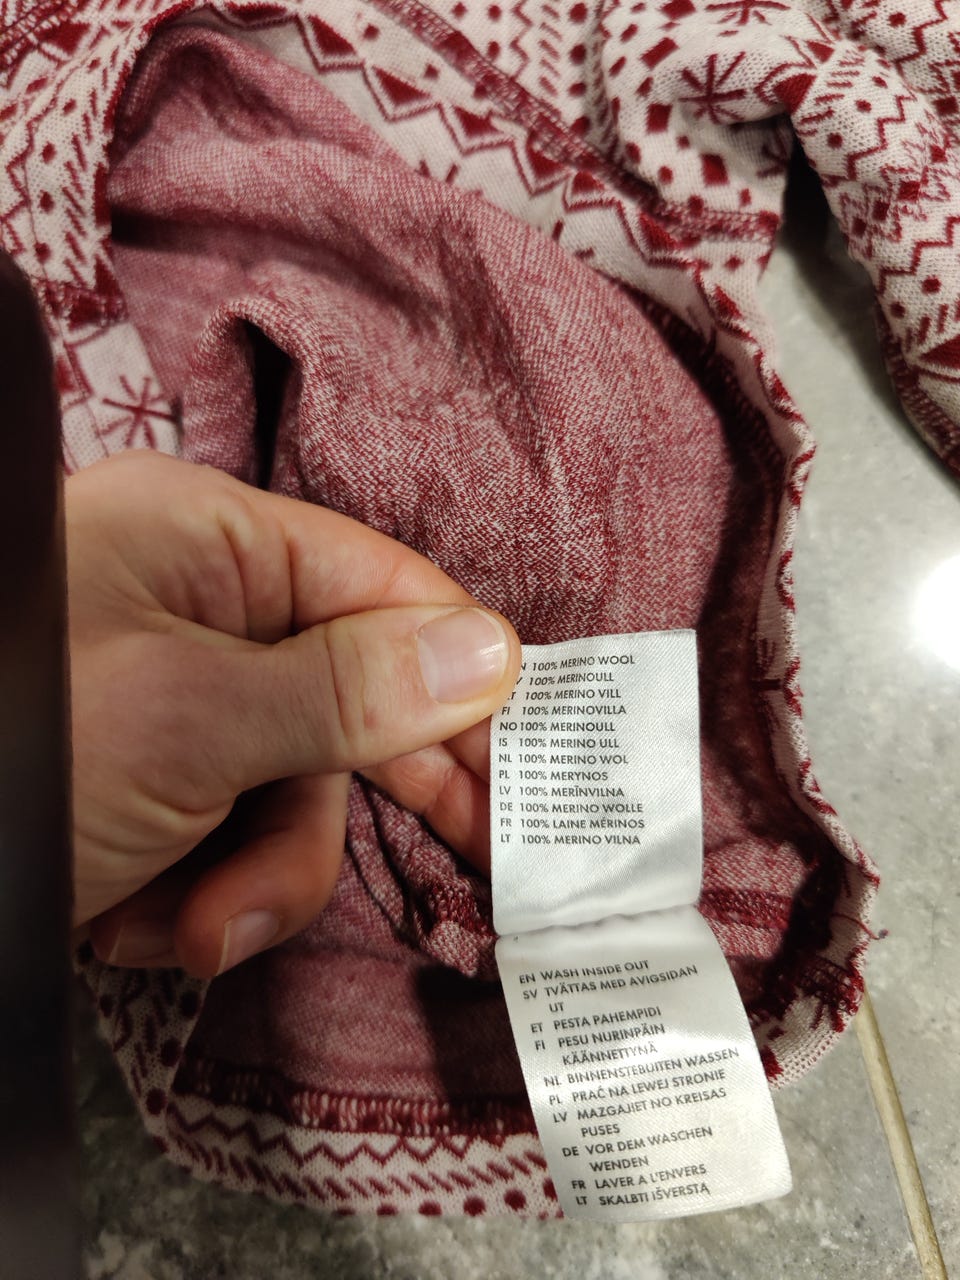 N 100% MERINO WOOL
V 100% MERINOULL
ET 100% MERINO VILL
FI 100% MERINOVILLA
NO 100% MERINOULL
IS 100% MERINO ULL
NL 100% MERINO WOL
PL 100% MERYNOS
LV 100% MERĪNVILNA
DE 100% MERINO WOLLE
FR 100% LAINE MÉRINOS
LT 100% MERINO VILNA
EN WASH INSIDE OUT
SV TVÄTTAS MED AVIGSIDAN
UT
ET PESTA PAHEMPIDI
FI PESU NURINPÄIN
KÄÄNNETTYNÄ
NL BINNENSTEBUITEN WASSEN
PL PRAĆ NA LEWEJ STRONIE
LV MAZGAJIET NO KREISAS
PUSES
DE VOR DEM WASCHEN
WENDEN
FR LAVER A L'ENVERS
LT SKALBTI IŠVERSTĄ